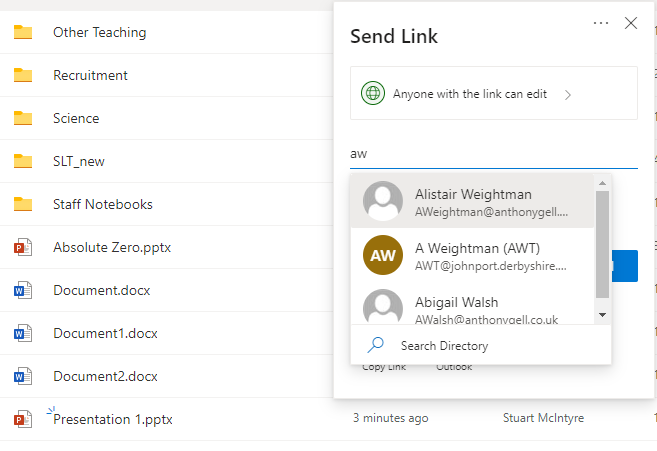 Other Teaching
Recruitment
Science
SLT_new
Staff Notebooks
Absolute Zero.pptx
Document.docx
Document1.docx
Document2.docx
Presentation 1.pptx
3 minutes ago
Stuart McIntyre
Send Link
Anyone with the link can edit
aw
Alistair Weightman
AWeightman@anthonygell....
AW
A Weightman (AWT)
AWT@johnport.derbyshire....
Abigail Walsh
AWalsh@anthonygell.co.uk
Search Directory
Copy Link
Outlook